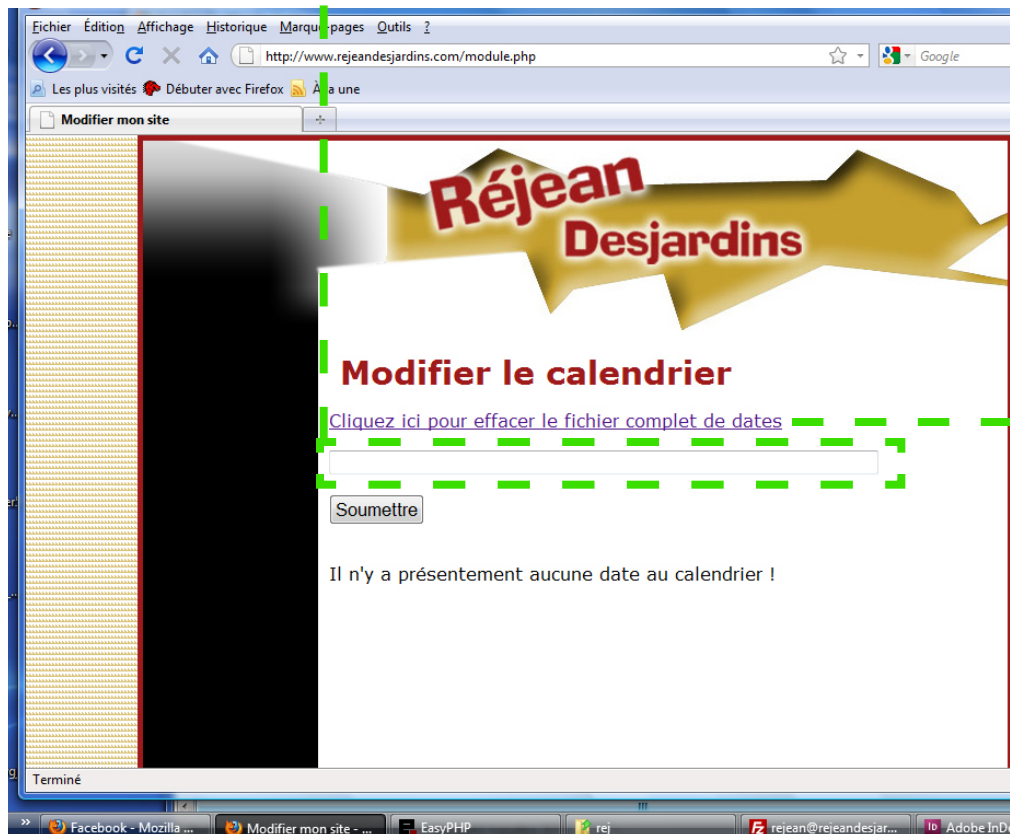 Fichier Édition Affichage Historique Marque-pages Outils ?
http://www.rejeandesjardins.com/module.php
Google
Les plus visités Débuter avec Firefox À la une
Modifier mon site
Réjean
Desjardins
Modifier le calendrier
Cliquez ici pour effacer le fichier complet de dates
Soumettre
Il n'y a présentement aucune date au calendrier !
Terminé
» Facebook - Mozilla ... Modifier mon site - ... EasyPHP rej rejean@rejeandesjar... Adobe InDe